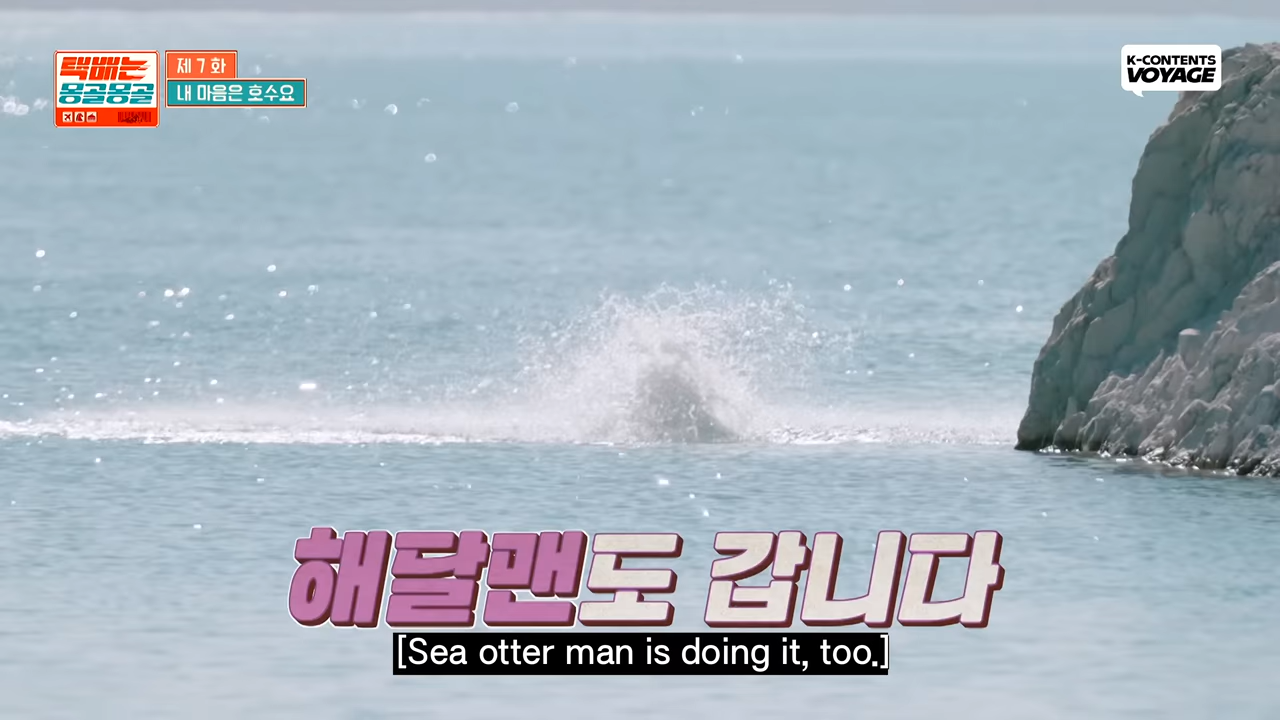 택배는
몽골몽골
제 7 화
내 마음은 호수요
K-CONTENTS
VOYAGE
해달맨도 갑니다
[Sea otter man is doing it, too.]